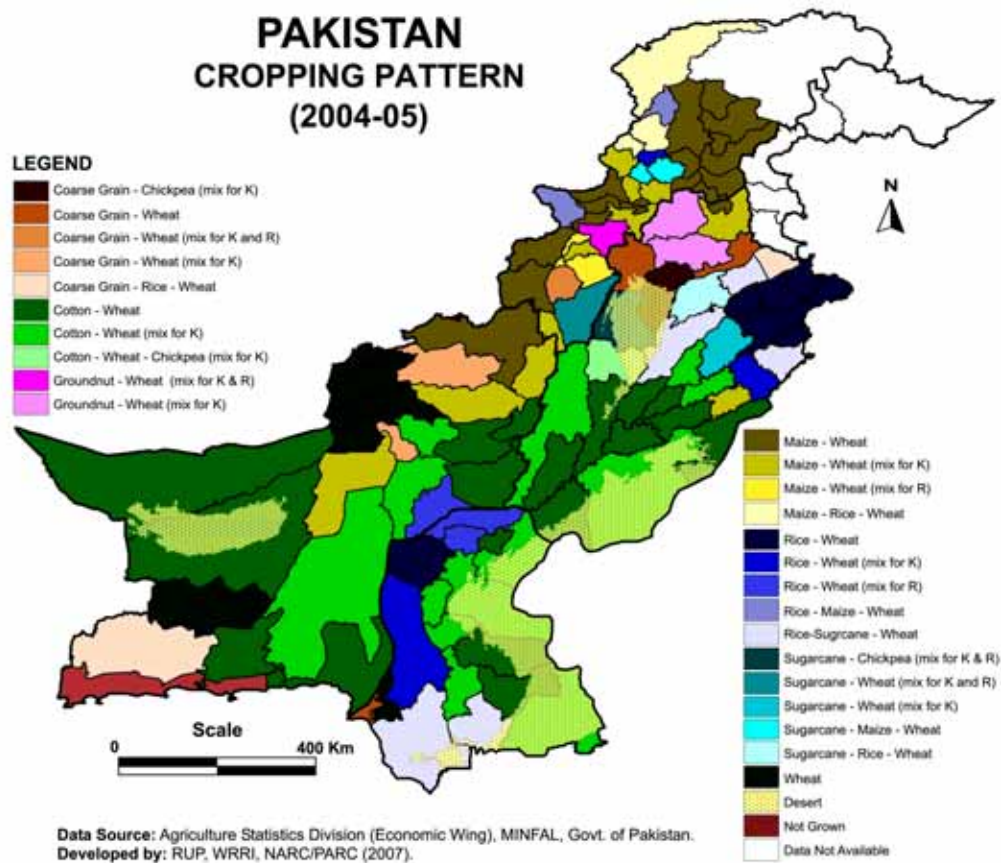 PAKISTAN
CROPPING PATTERN
(2004-05)
LEGEND
Coarse Grain - Chickpea (mix for K)
Coarse Grain - Wheat
Coarse Grain - Wheat (mix for K and R)
Coarse Grain - Wheat (mix for K)
Coarse Grain - Rice - Wheat
Cotton - Wheat
Cotton - Wheat (mix for K)
Cotton - Wheat - Chickpea (mix for K)
Groundnut - Wheat (mix for K & R)
Groundnut - Wheat (mix for K)
N
Maize - Wheat
Maize - Wheat (mix for K)
Maize - Wheat (mix for R)
Maize - Rice - Wheat
Rice - Wheat
Rice - Wheat (mix for K)
Rice - Wheat (mix for R)
Rice - Maize - Wheat
Rice-Sugrcane - Wheat
Sugarcane - Chickpea (mix for K & R)
Sugarcane - Wheat (mix for K and R)
Sugarcane - Wheat (mix for K)
Sugarcane - Maize - Wheat
Sugarcane - Rice - Wheat
Wheat
Desert
Not Grown
Data Not Available
Scale
0 400 Km
Data Source: Agriculture Statistics Division (Economic Wing), MINFAL, Govt. of Pakistan.
Developed by: RUP, WRRI, NARC/PARC (2007).